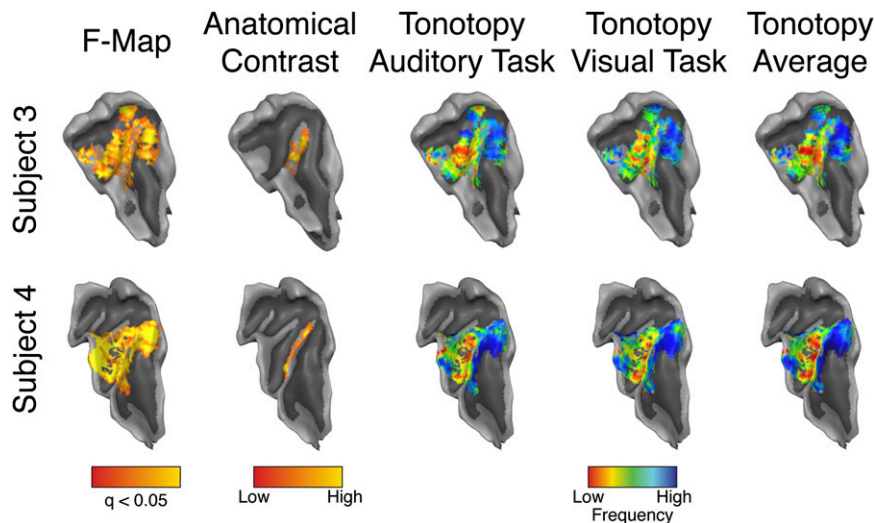 F-Map
Anatomical
Contrast
Tonotopy
Auditory Task
Tonotopy
Visual Task
Tonotopy
Average
Subject 3
Subject 4
q < 0.05
Low High
Low High
Frequency